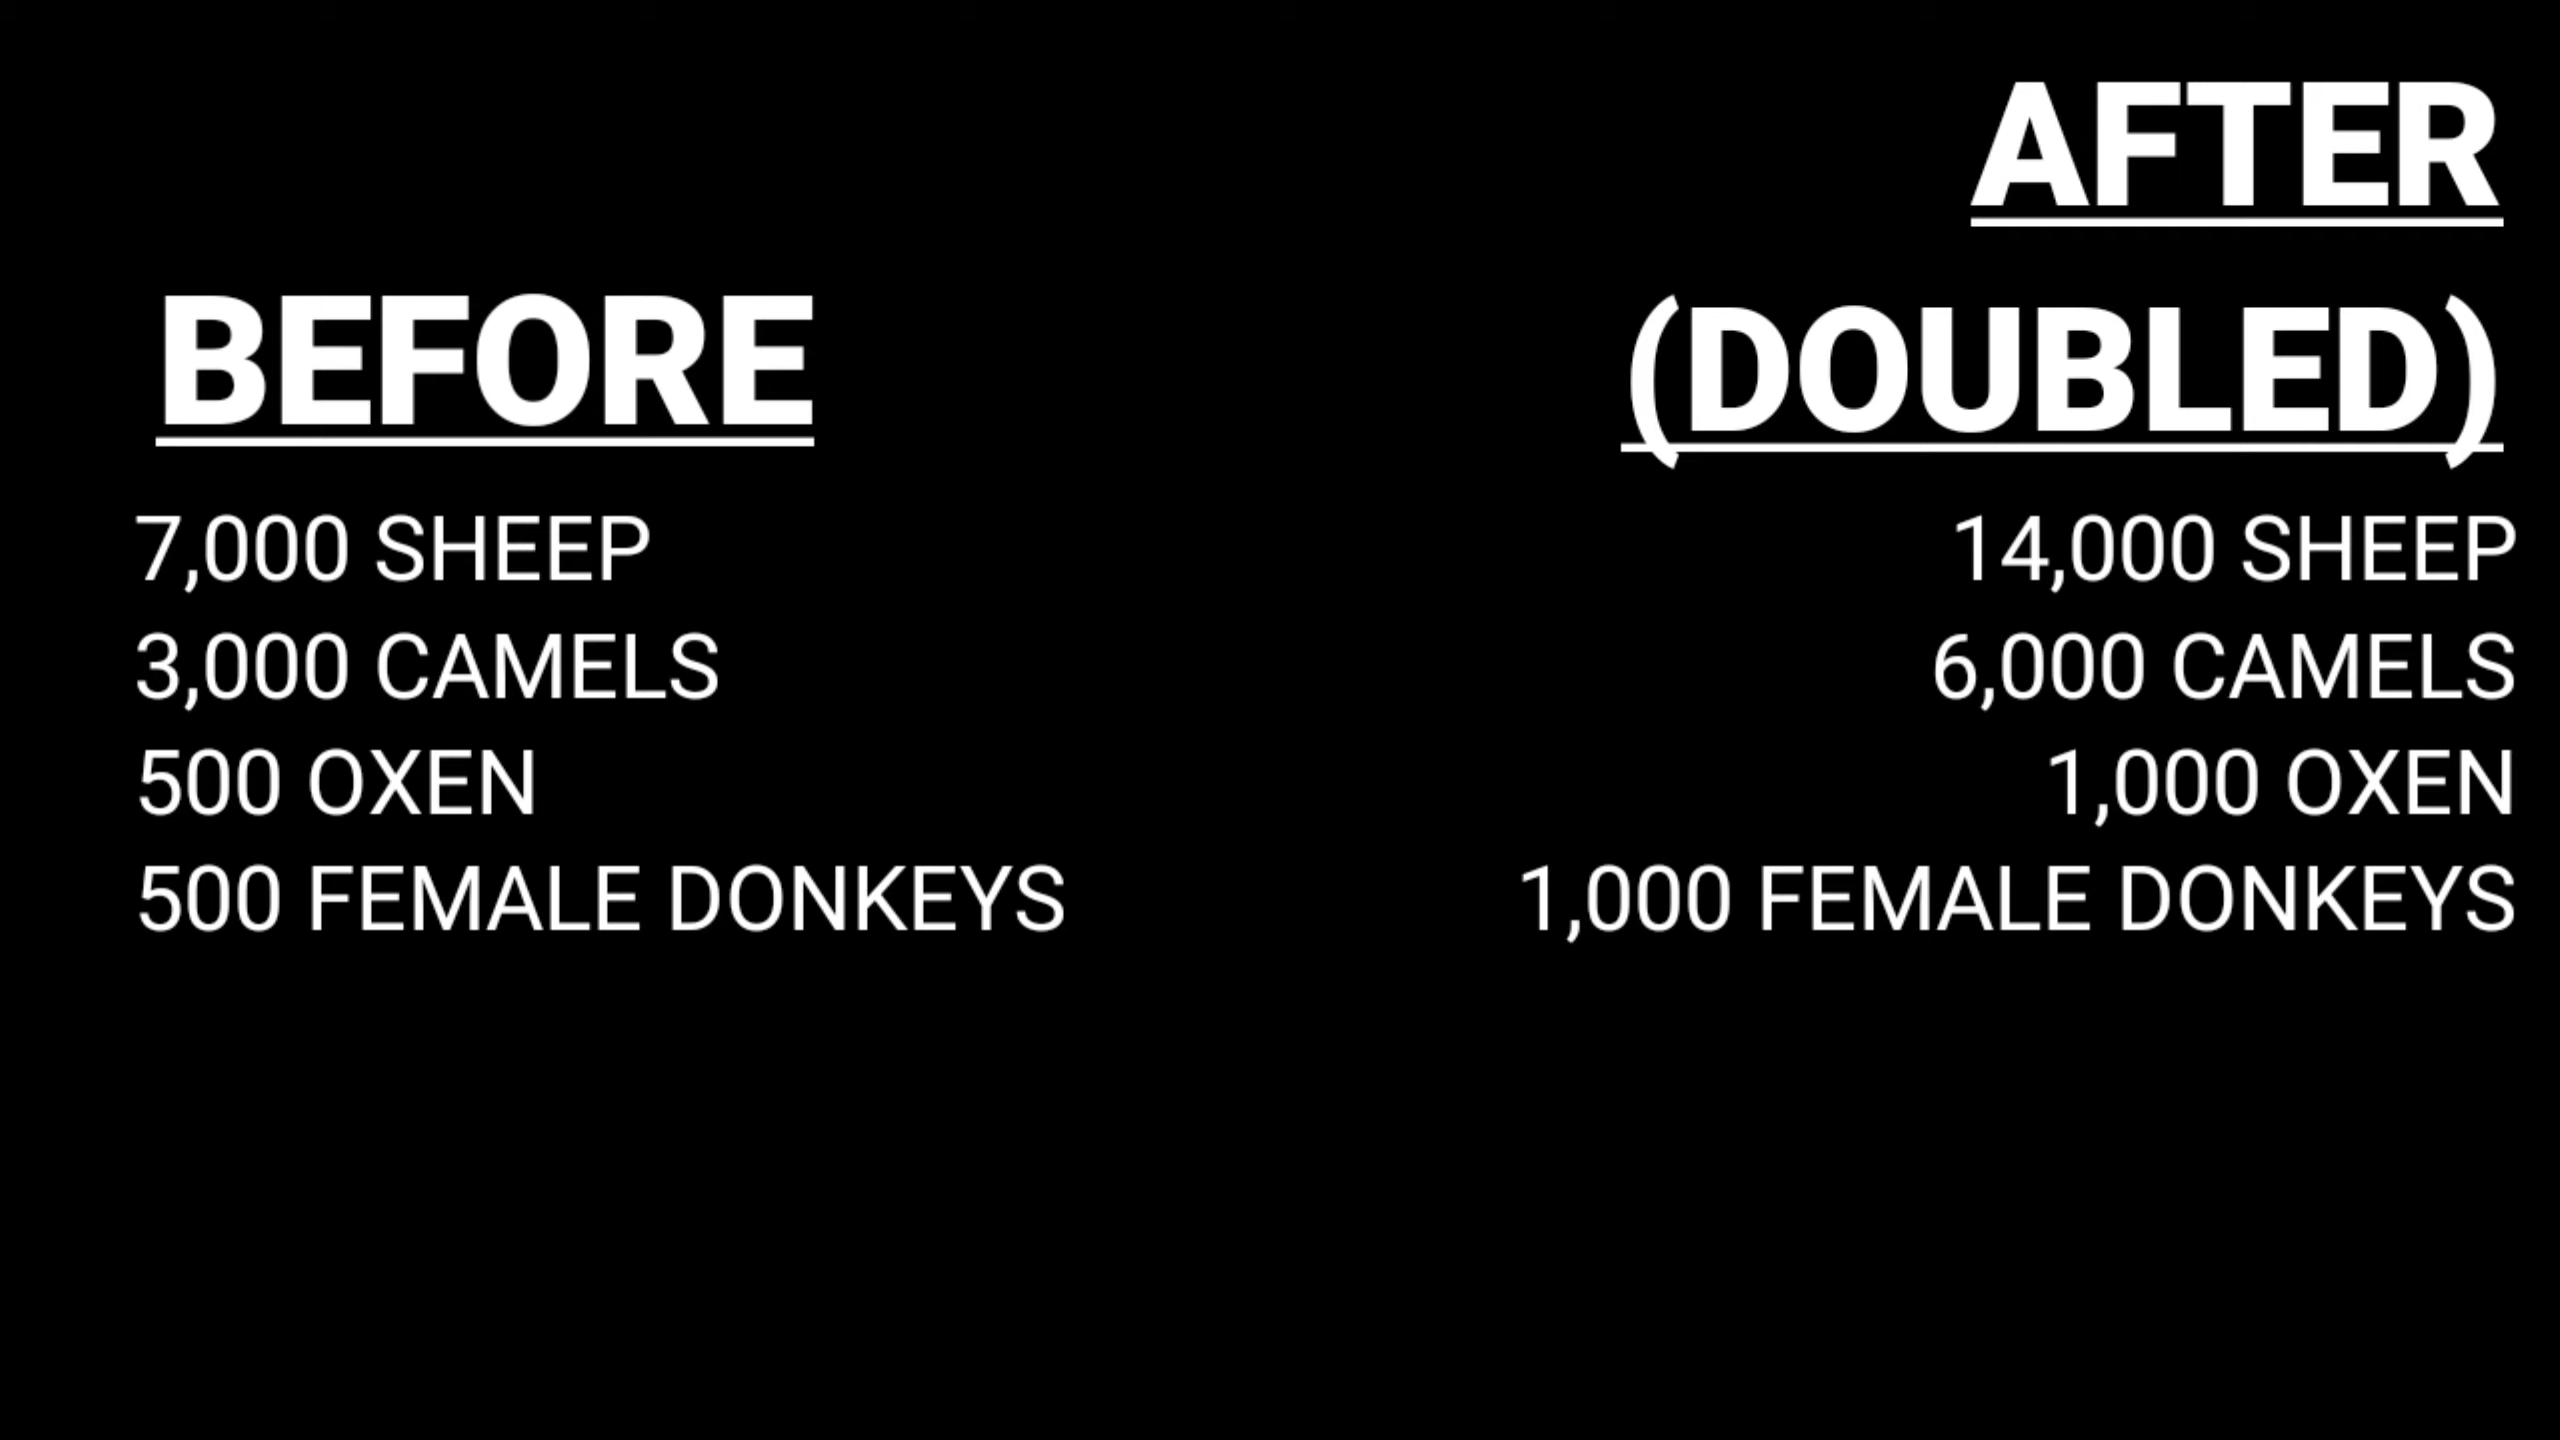 BEFORE
7,000 SHEEP
3,000 CAMELS
500 OXEN
500 FEMALE DONKEYS
AFTER
(DOUBLED)
14,000 SHEEP
6,000 CAMELS
1,000 OXEN
1,000 FEMALE DONKEYS